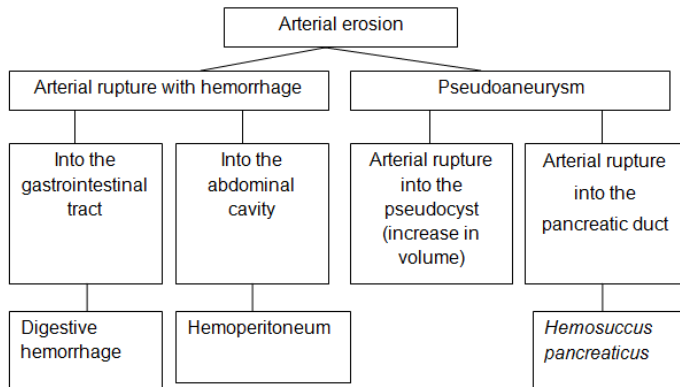 Arterial erosion
Arterial rupture with hemorrhage
Pseudoaneurysm
Into the
gastrointestinal
tract
Into the
abdominal
cavity
Arterial rupture
into the
pseudocyst
(increase in
volume)
Arterial rupture
into the
pancreatic duct
Digestive
hemorrhage
Hemoperitoneum
Hemosuccus
pancreaticus